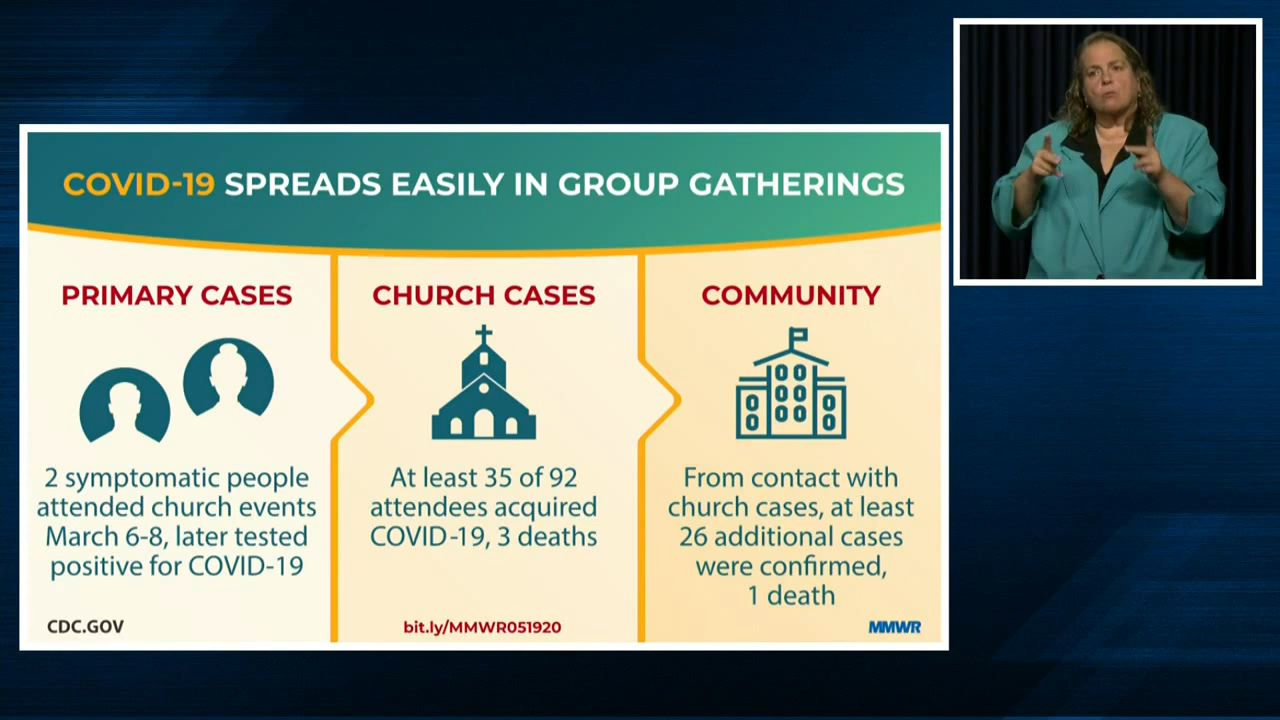 COVID-19 SPREADS EASILY IN GROUP GATHERINGS
PRIMARY CASES
2 symptomatic people
attended church events
March 6-8, later tested
positive for COVID-19
CHURCH CASES
At least 35 of 92
attendees acquired
COVID-19, 3 deaths
COMMUNITY
From contact with
church cases, at least
26 additional cases
were confirmed,
1 death
CDC.GOV
bit.ly/MMWR051920
MMWR